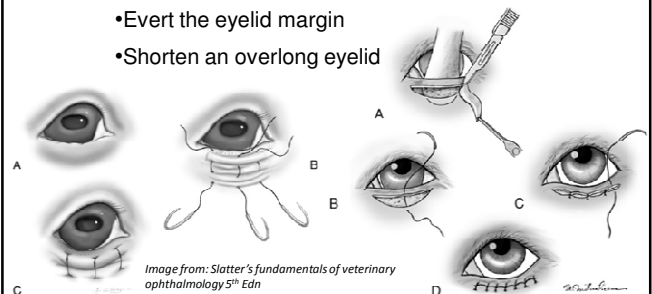 •Evert the eyelid margin
•Shorten an overlong eyelid
A
B
C
A
B
C
D
Image from: Slatter’s fundamentals of veterinary
ophthalmology 5th Edn